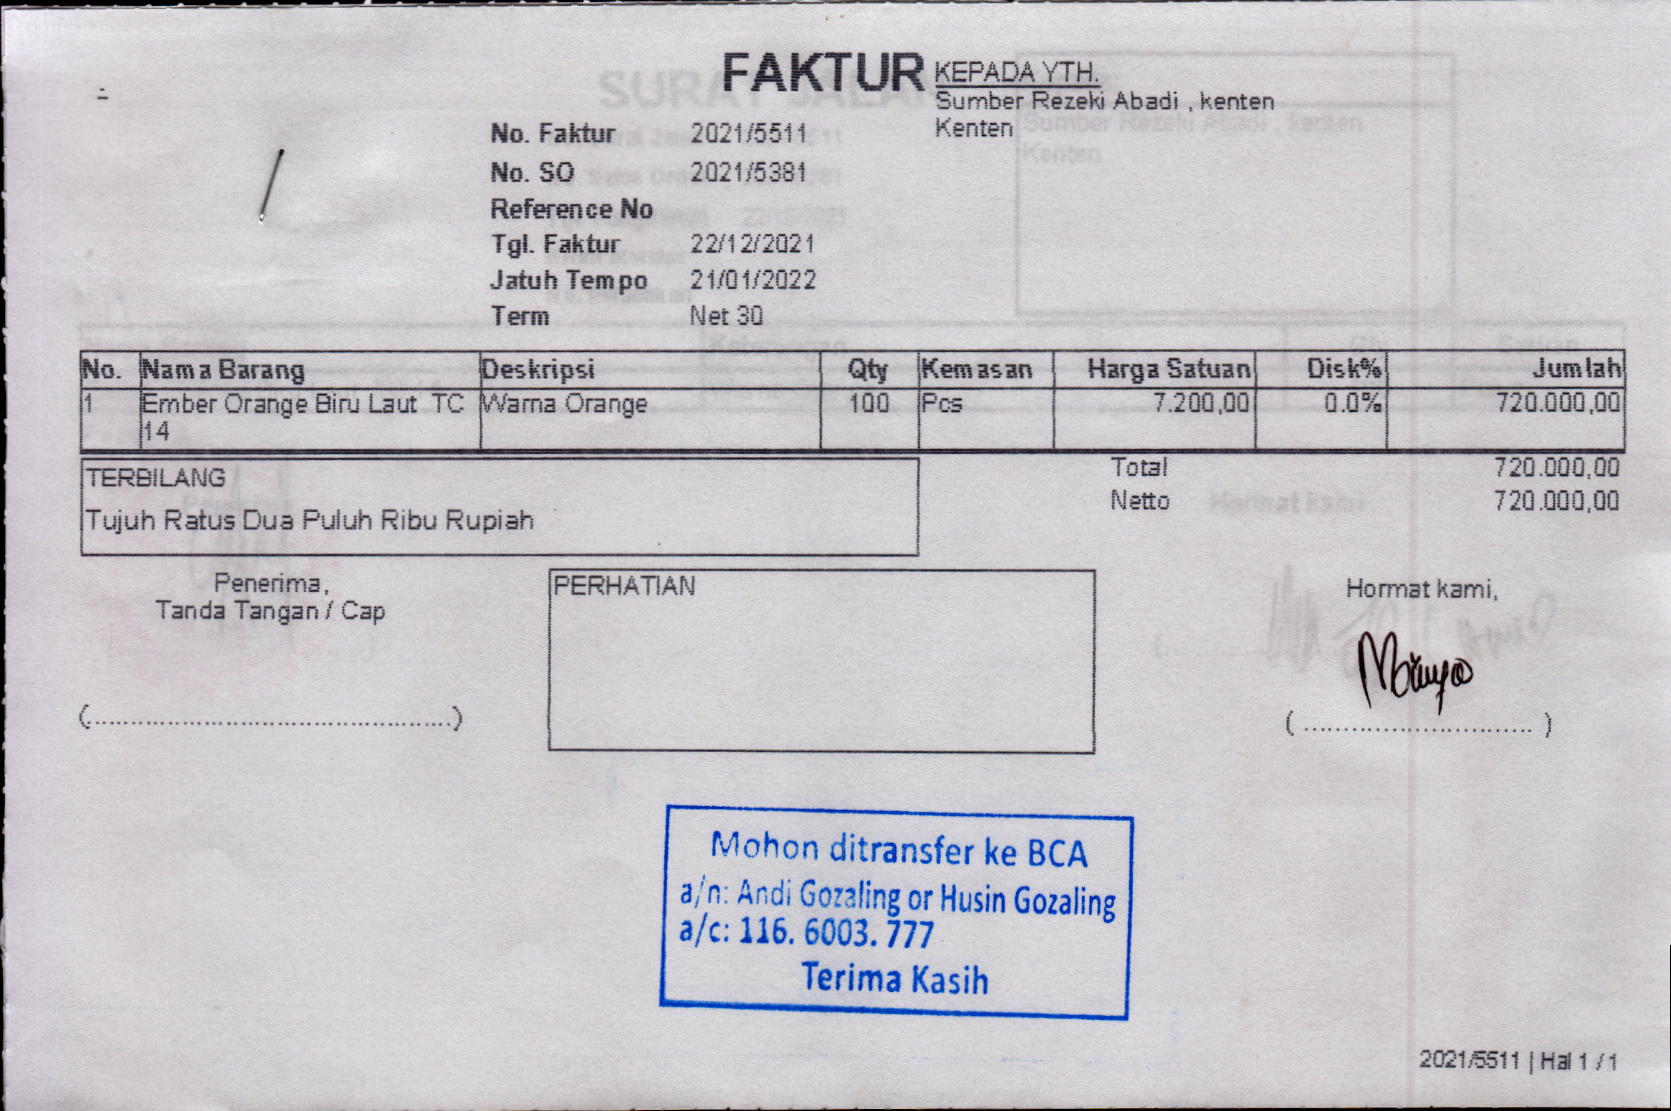 FAKTUR
KEPADA YTH.
Sumber Rezeki Abadi , kenten
Kenten
No. Faktur 2021/5511
No. SO 2021/5381
Reference No
Tgl. Faktur 22/12/2021
Jatuh Tempo 21/01/2022
Term Net 30
No. Nama Barang Deskripsi Qty Kemasan Harga Satuan Disk% Jumlah
1 Ember Orange Biru Laut TC Warna Orange 100 Pcs 7.200,00 0.0% 720.000,00
14
TERBILANG
Tujuh Ratus Dua Puluh Ribu Rupiah
Total 720.000,00
Netto 720.000,00
Penerima,
Tanda Tangan / Cap
(................................................)
PERHATIAN
Hormat kami,
(.............................)
Mohon ditransfer ke BCA
a/n: Andi Gozaling or Husin Gozaling
a/c: 116. 6003. 777
Terima Kasih
2021/5511 | Hal 1 / 1